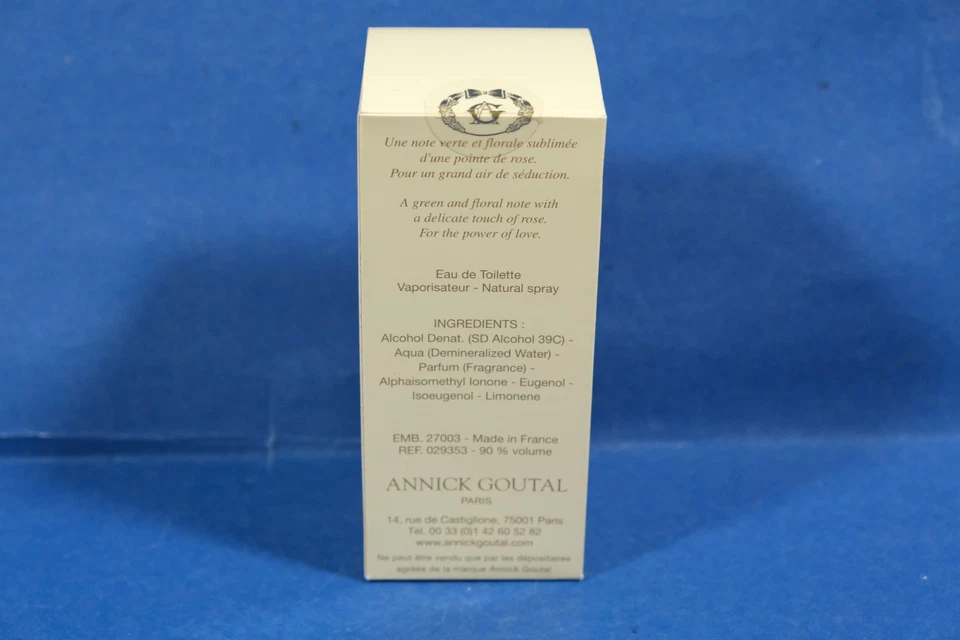 AG
Une note verte et florale sublimée
d'une pointe de rose.
Pour un grand air de séduction.
A green and floral note with
a delicate touch of rose.
For the power of love.
Eau de Toilette
Vaporisateur - Natural spray
INGREDIENTS :
Alcohol Denat. (SD Alcohol 39C) -
Aqua (Demineralized Water) -
Parfum (Fragrance) -
Alphaisomethyl Ionone - Eugenol -
Isoeugenol - Limonene
EMB. 27003 - Made in France
REF. 029353 - 90 % volume
ANNICK GOUTAL
PARIS
14, rue de Castiglione, 75001 Paris
Tél. 00 33 (0)1 42 60 52 82
www.annickgoutal.com
Ne peut être vendu que par les dépositaires
agréés de la marque Annick Goutal